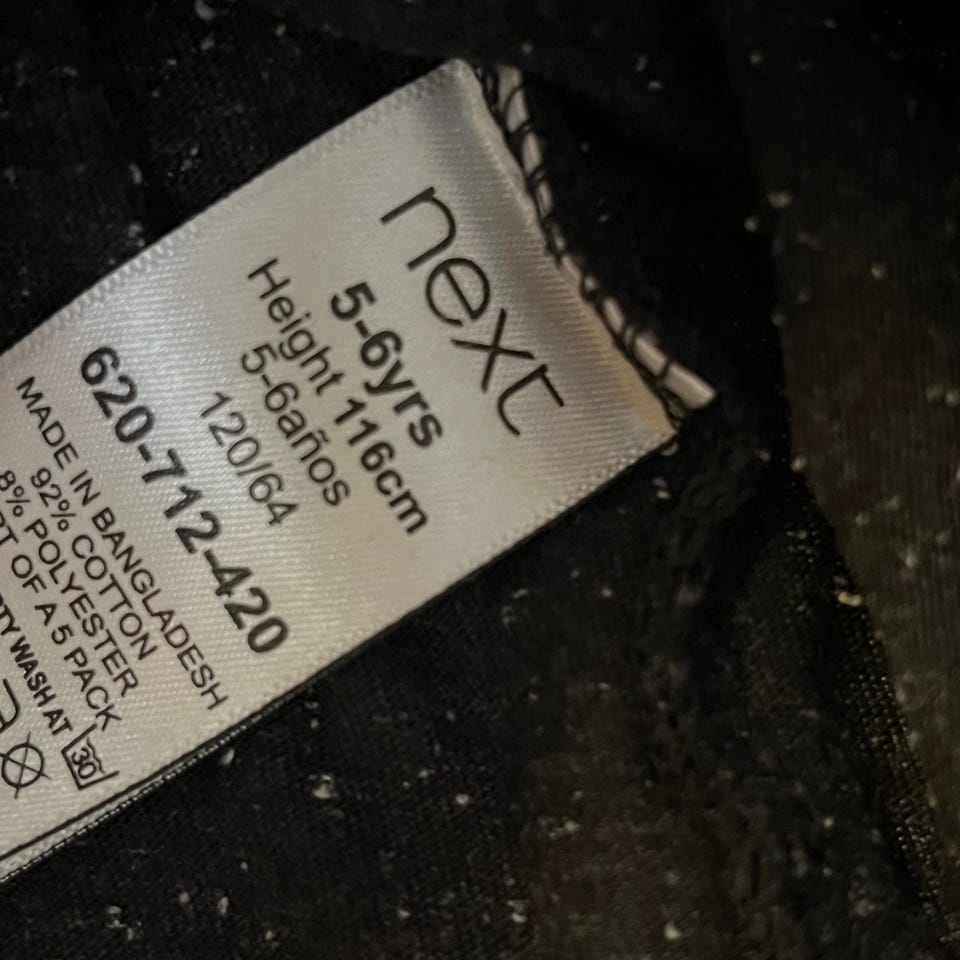 next
5-6yrs
Height 116cm
5-6años
120/64
620-712-420
MADE IN BANGLADESH
92% COTTON
8% POLYESTER
OF A 5 PACK
WASH AT
30